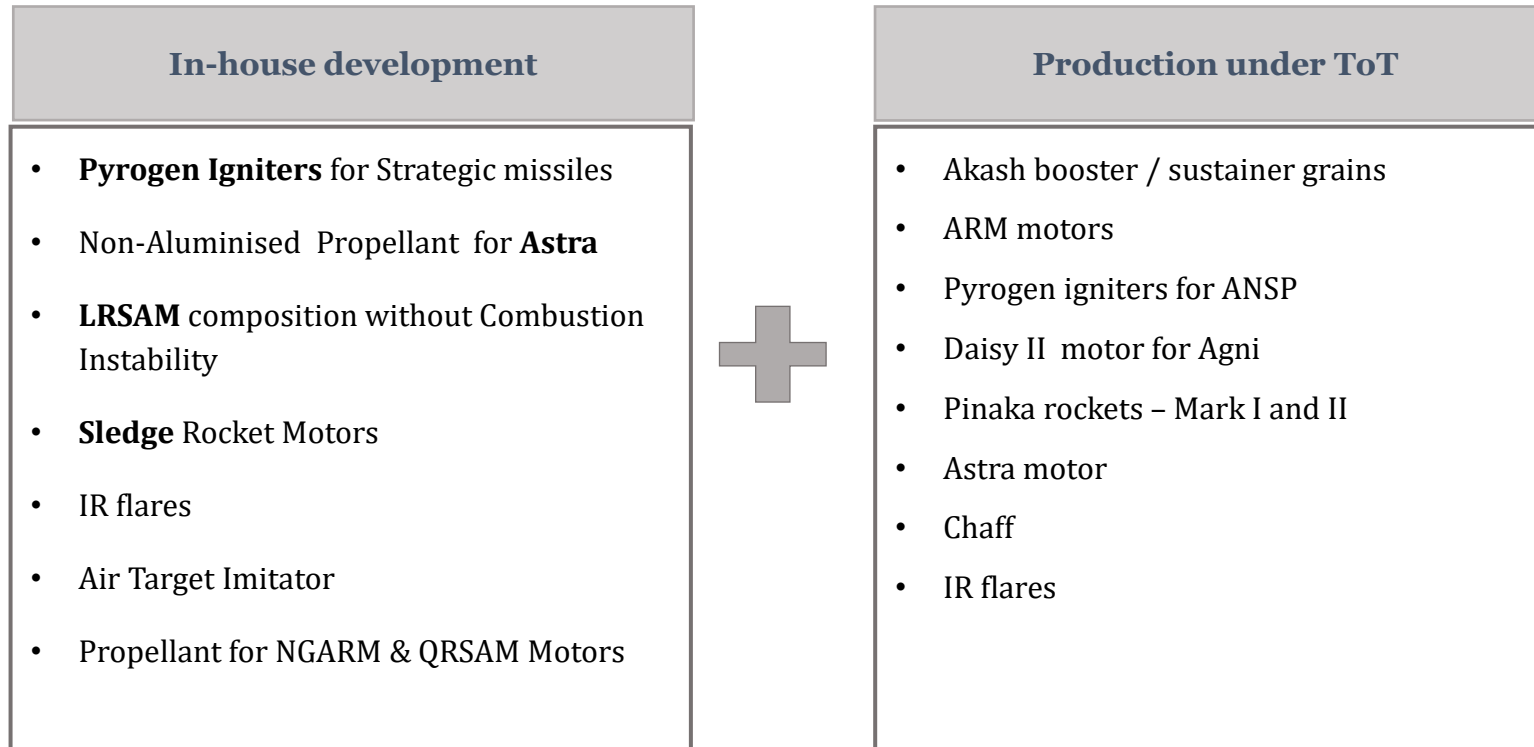 In-house development
• Pyrogen Igniters for Strategic missiles
• Non-Aluminised Propellant for Astra
• LRSAM composition without Combustion
Instability
• Sledge Rocket Motors
• IR flares
• Air Target Imitator
• Propellant for NGARM & QRSAM Motors
Production under ToT
• Akash booster / sustainer grains
• ARM motors
• Pyrogen igniters for ANSP
• Daisy II motor for Agni
• Pinaka rockets – Mark I and II
• Astra motor
• Chaff
• IR flares